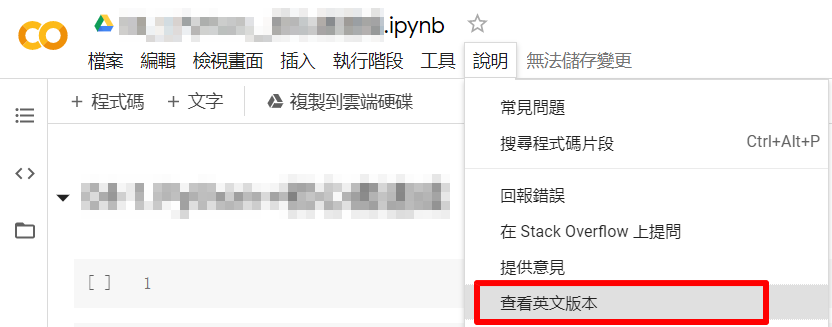 .ipynb
檔案 編輯 檢視畫面 插入 執行階段 工具 說明 無法儲存變更
+ 程式碼 + 文字 複製到雲端硬碟
常見問題
搜尋程式碼片段 Ctrl+Alt+P
回報錯誤
在 Stack Overflow 上提問
提供意見
[ ] 1
查看英文版本